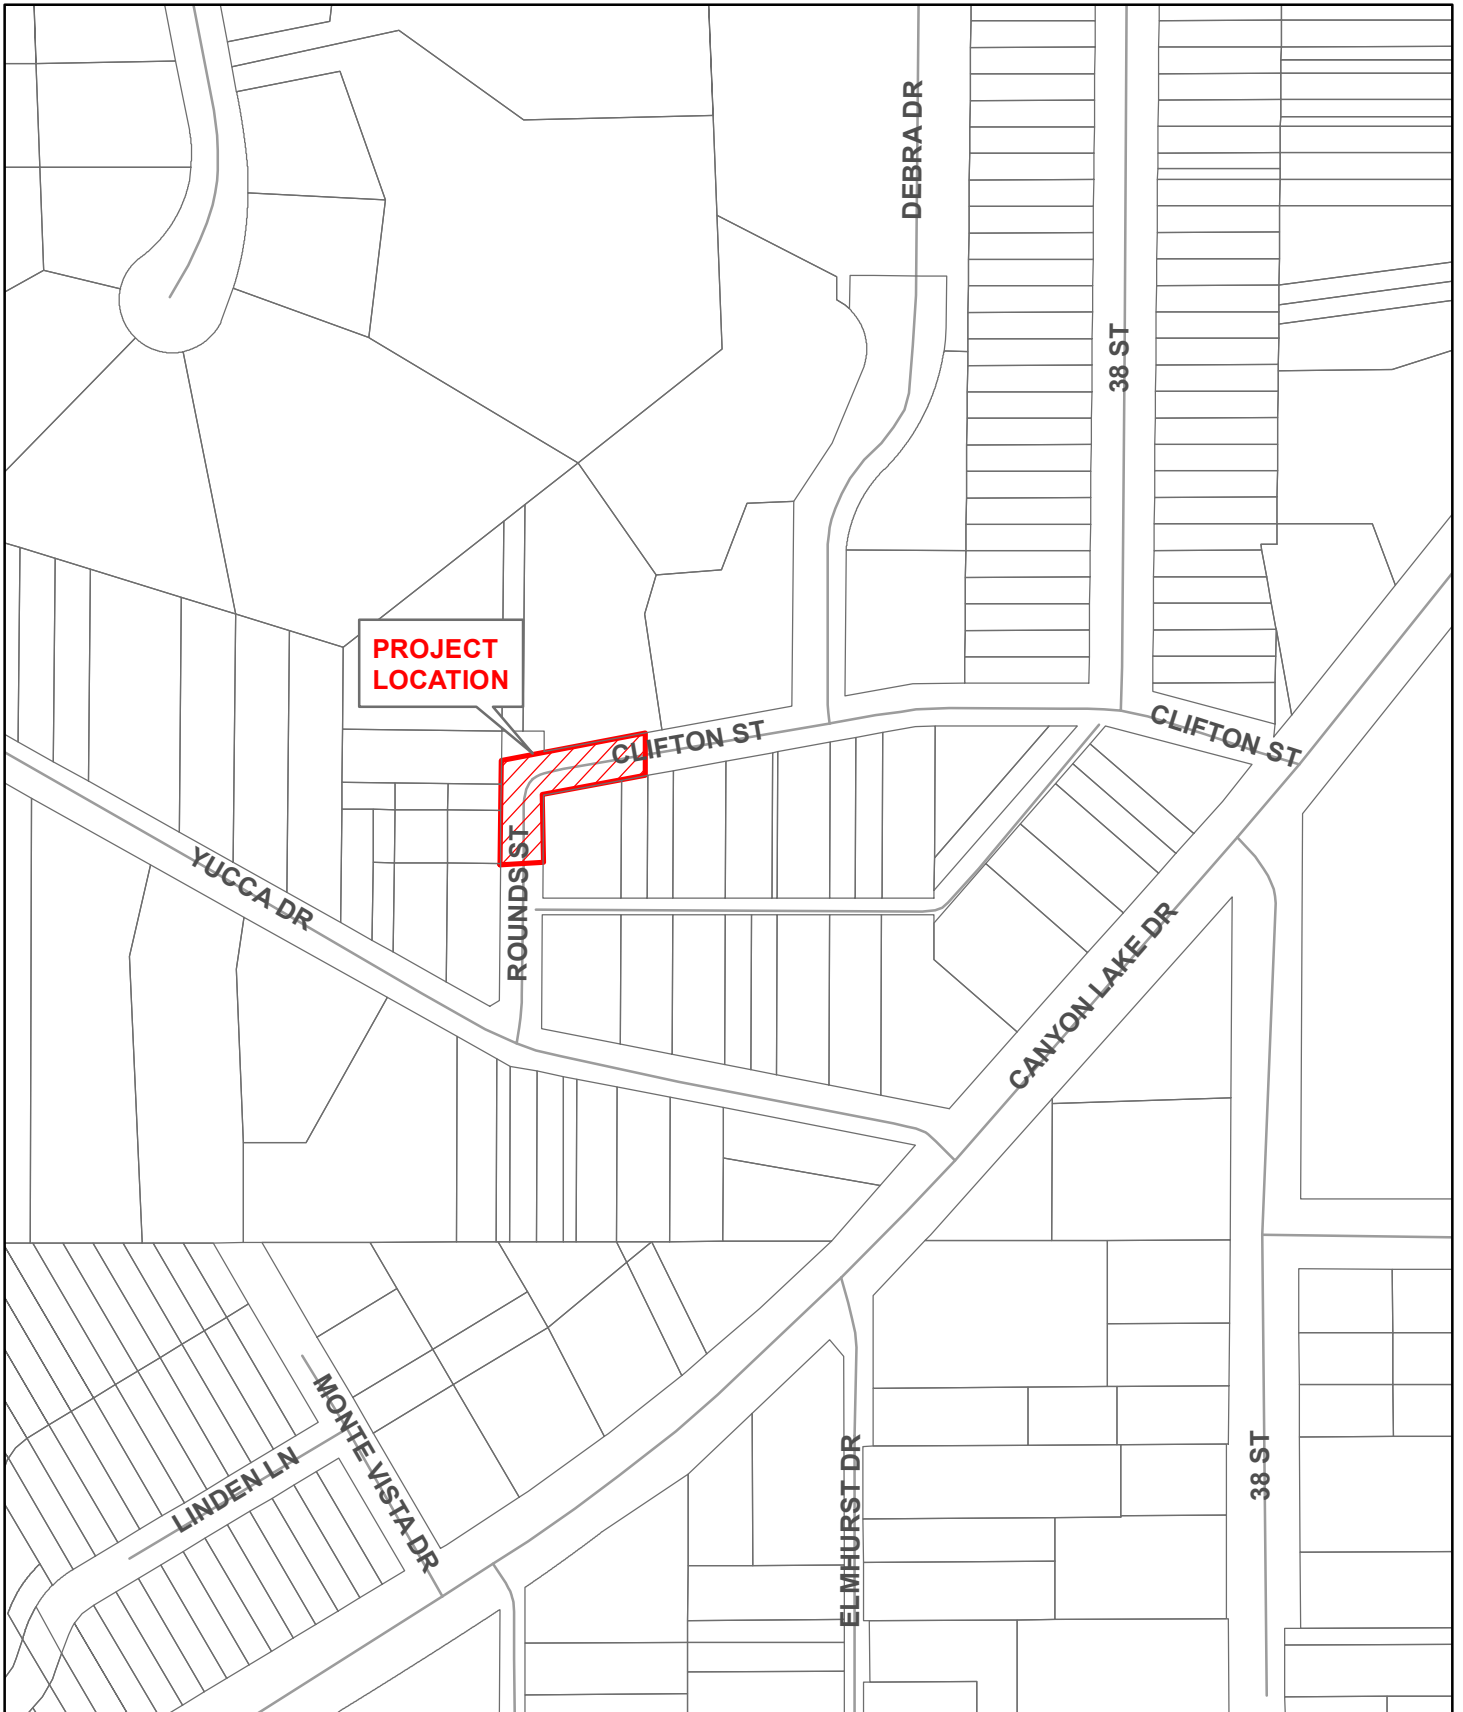 DEBRA DR
38 ST
PROJECT
LOCATION
CLIFTON ST
CLIFTON ST
YUCCA DR
ROUNDS ST
CANYON LAKE DR
MONTE VISTA DR
LINDEN LN
ELMHURST DR
38 ST